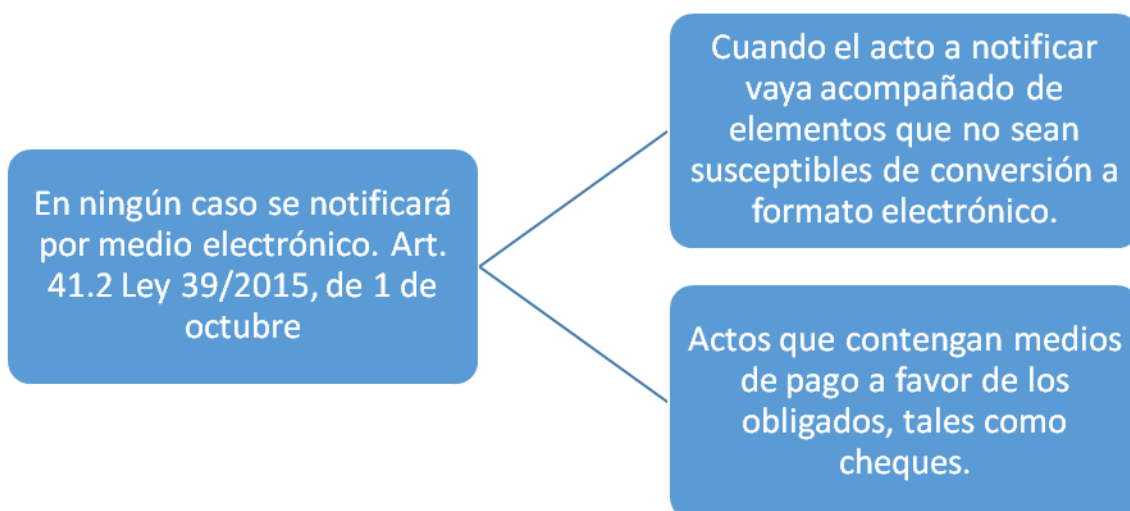 En ningún caso se notificará
por medio electrónico. Art.
41.2 Ley 39/2015, de 1 de
octubre
Cuando el acto a notificar
vaya acompañado de
elementos que no sean
susceptibles de conversión a
formato electrónico.
Actos que contengan medios
de pago a favor de los
obligados, tales como
cheques.